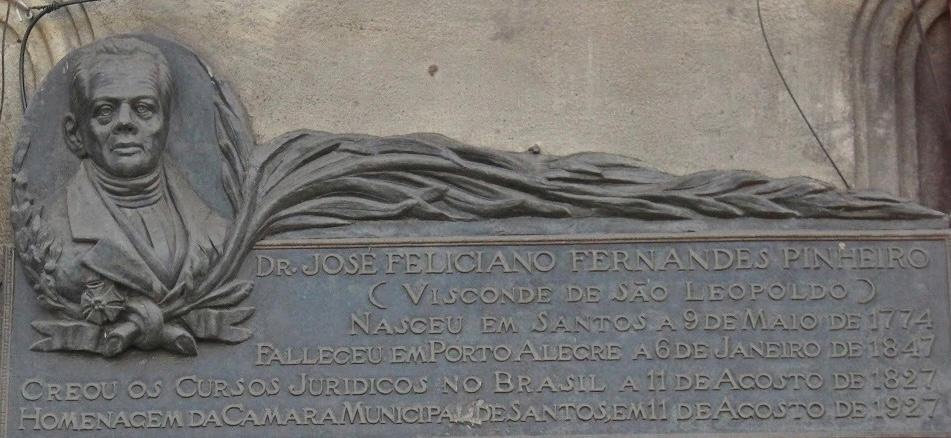 DR. JOSÉ FELICIANO FERNANDES PINHEIRO
(VISCONDE DE SÃO LEOPOLDO)
NASCEU EM SANTOS A 9 DE MAIO DE 1774
FALLECEU EM PORTO ALEGRE A 6 DE JANEIRO DE 1847
CREOU OS CURSOS JURIDICOS NO BRASIL A 11 DE AGOSTO DE 1827
HOMENAGEM DA CAMARA MUNICIPAL DE SANTOS, EM 11 DE AGOSTO DE 1927